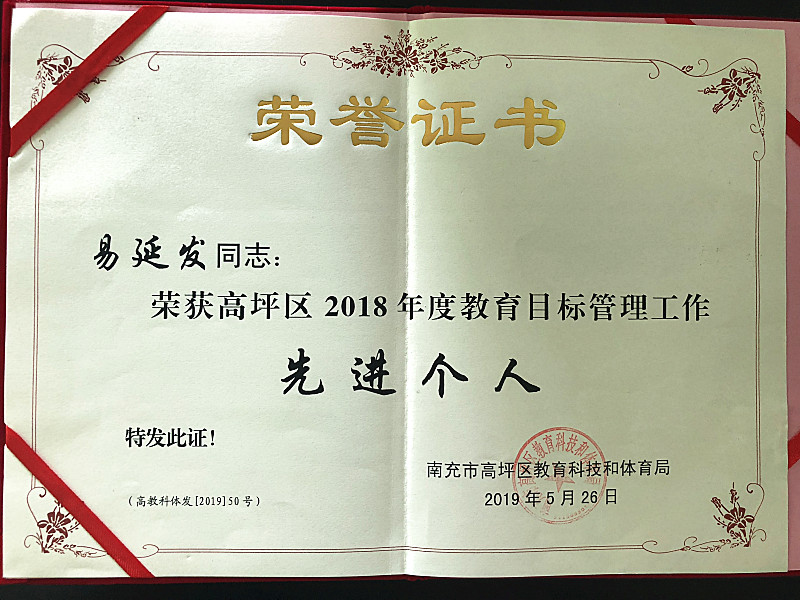 荣誉证书
易延发同志：
荣获高坪区2018年度教育目标管理工作
先进个人
特发此证！
南充市高坪区教育科技和体育局
（高教科体发[2019]50号）
2019年5月26日